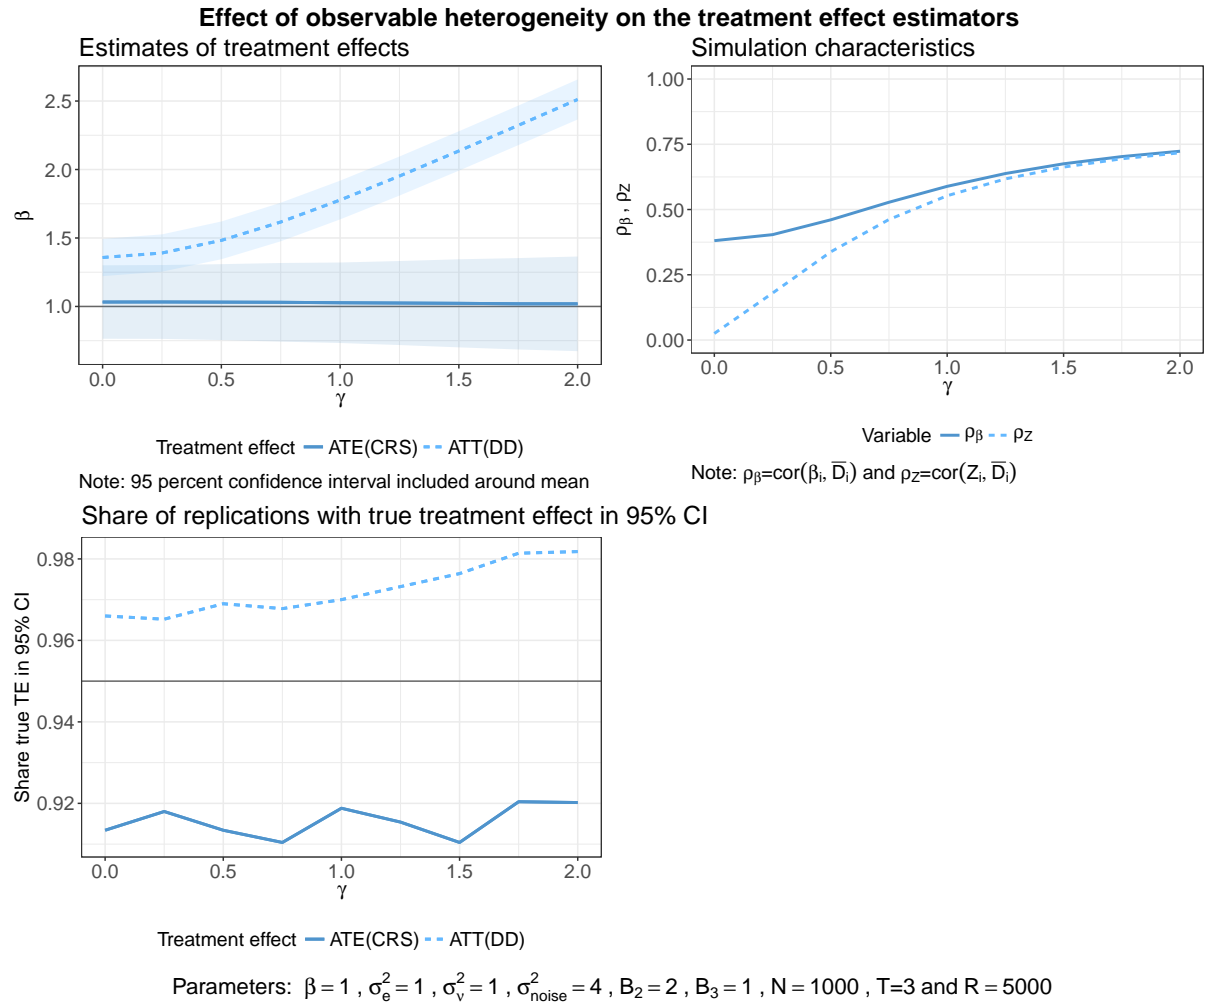 Effect of observable heterogeneity on the treatment effect estimators
Estimates of treatment effects
2.5
2.0
1.5
1.0
β
0.0 0.5 1.0 1.5 2.0
γ
Treatment effect ATE(CRS) ATT(DD)
Note: 95 percent confidence interval included around mean
Simulation characteristics
1.00
0.75
0.50
0.25
0.00
ρβ , ρZ
0.0 0.5 1.0 1.5 2.0
γ
Variable ρβ ρZ
Note: ρβ=cor(βi, D̅i) and ρZ=cor(Zi, D̅i)
Share of replications with true treatment effect in 95% CI
0.98
0.96
0.94
0.92
Share true TE in 95% CI
0.0 0.5 1.0 1.5 2.0
γ
Treatment effect ATE(CRS) ATT(DD)
Parameters: β = 1 , σ²e = 1 , σ²ν = 1 , σ²noise = 4 , B₂ = 2 , B₃ = 1 , N = 1000 , T=3 and R = 5000